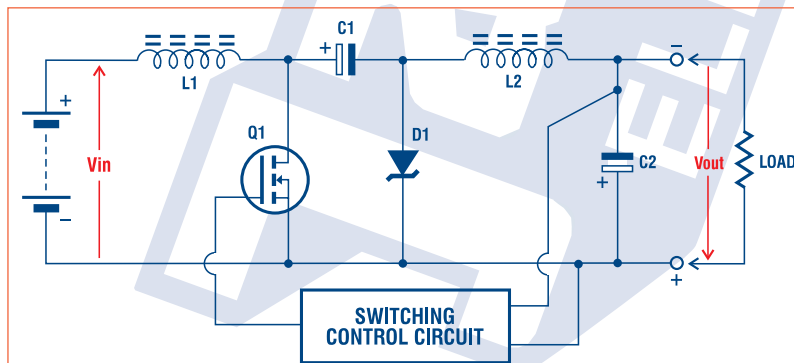 C1
+
L1
L2
−
+
Vin
Q1
D1
C2
+
Vout
LOAD
−
+
SWITCHING
CONTROL CIRCUIT